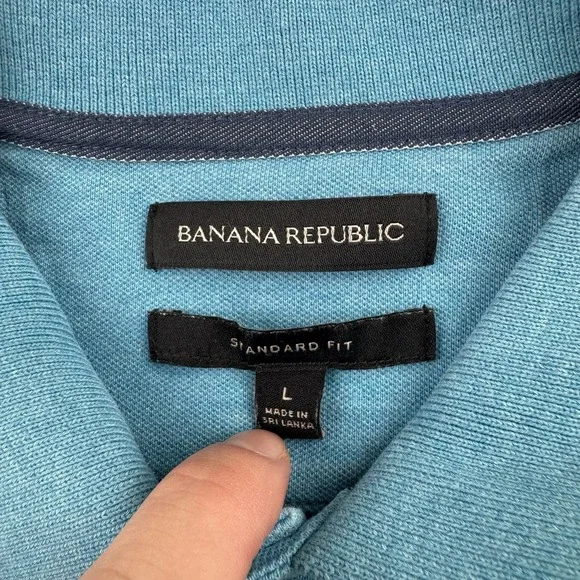 BANANA REPUBLIC
STANDARD FIT
L
MADE IN
SRI LANKA